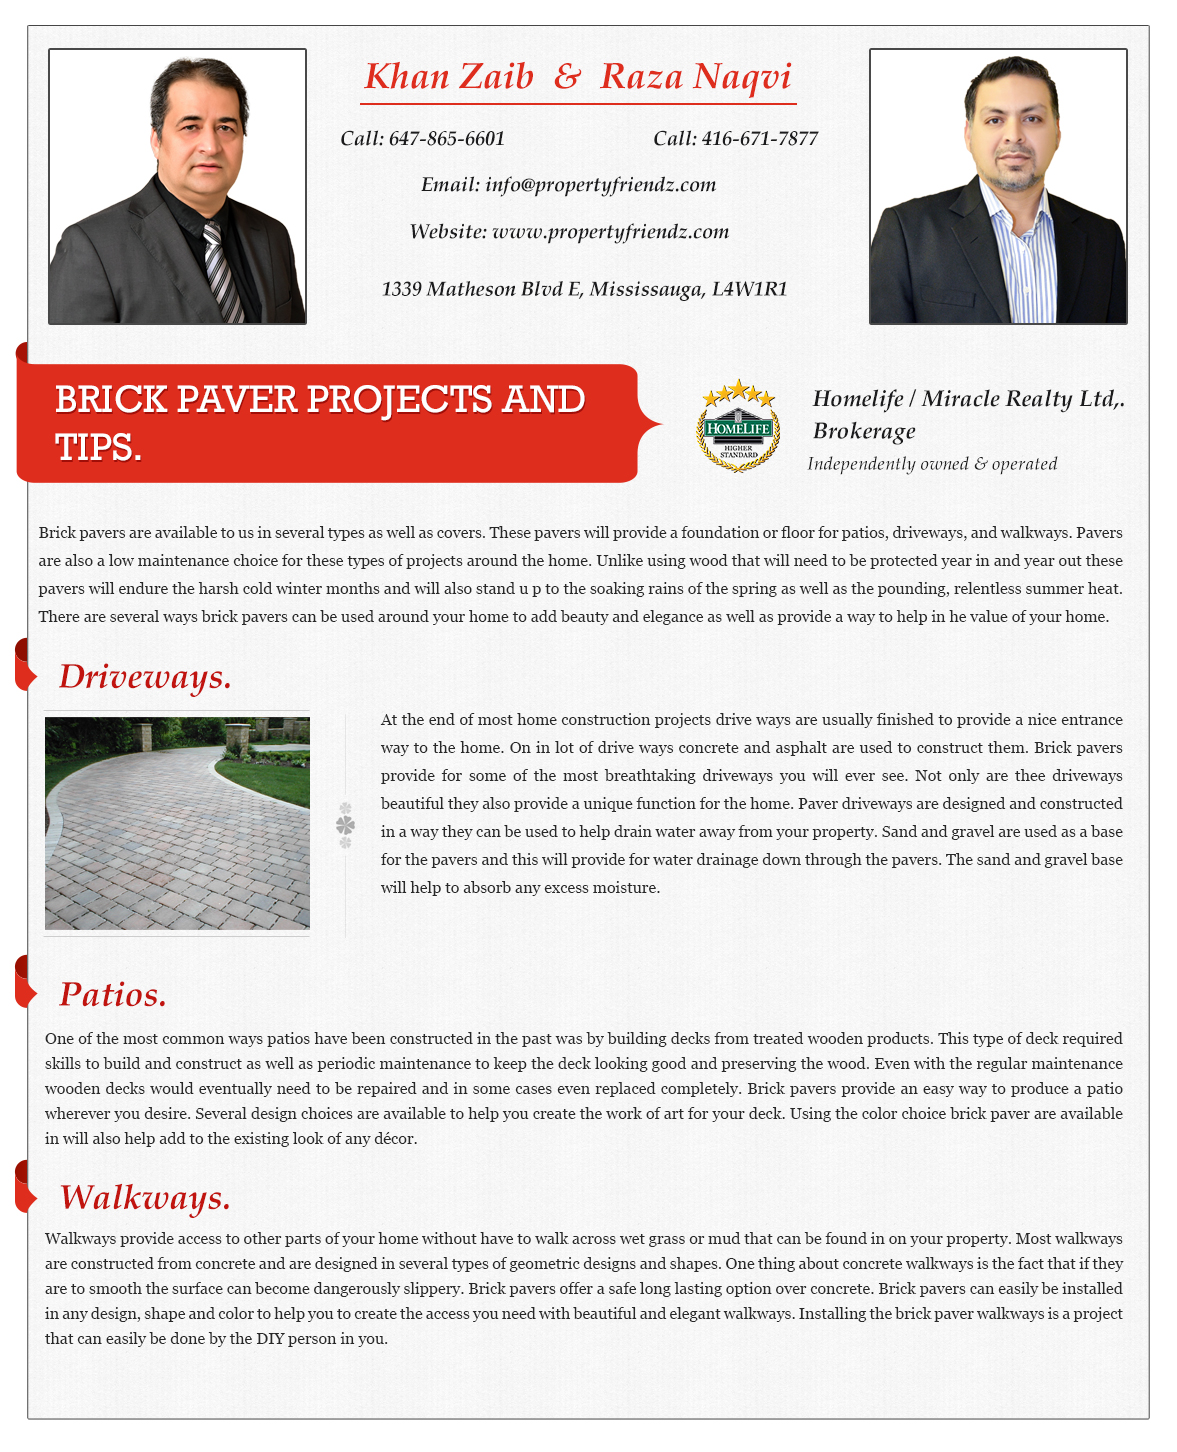 Khan Zaib & Raza Naqvi
Call: 647-865-6601 Call: 416-671-7877
Email: info@propertyfriendz.com
Website: www.propertyfriendz.com
1339 Matheson Blvd E, Mississauga, L4W1R1
BRICK PAVER PROJECTS AND
TIPS.
HOMELIFE
HIGHER
STANDARD
Homelife / Miracle Realty Ltd,.
Brokerage
Independently owned & operated
Brick pavers are available to us in several types as well as covers. These pavers will provide a foundation or floor for patios, driveways, and walkways. Pavers
are also a low maintenance choice for these types of projects around the home. Unlike using wood that will need to be protected year in and year out these
pavers will endure the harsh cold winter months and will also stand u p to the soaking rains of the spring as well as the pounding, relentless summer heat.
There are several ways brick pavers can be used around your home to add beauty and elegance as well as provide a way to help in he value of your home.
Driveways.
At the end of most home construction projects drive ways are usually finished to provide a nice entrance
way to the home. On in lot of drive ways concrete and asphalt are used to construct them. Brick pavers
provide for some of the most breathtaking driveways you will ever see. Not only are thee driveways
beautiful they also provide a unique function for the home. Paver driveways are designed and constructed
in a way they can be used to help drain water away from your property. Sand and gravel are used as a base
for the pavers and this will provide for water drainage down through the pavers. The sand and gravel base
will help to absorb any excess moisture.
Patios.
One of the most common ways patios have been constructed in the past was by building decks from treated wooden products. This type of deck required
skills to build and construct as well as periodic maintenance to keep the deck looking good and preserving the wood. Even with the regular maintenance
wooden decks would eventually need to be repaired and in some cases even replaced completely. Brick pavers provide an easy way to produce a patio
wherever you desire. Several design choices are available to help you create the work of art for your deck. Using the color choice brick paver are available
in will also help add to the existing look of any décor.
Walkways.
Walkways provide access to other parts of your home without have to walk across wet grass or mud that can be found in on your property. Most walkways
are constructed from concrete and are designed in several types of geometric designs and shapes. One thing about concrete walkways is the fact that if they
are to smooth the surface can become dangerously slippery. Brick pavers offer a safe long lasting option over concrete. Brick pavers can easily be installed
in any design, shape and color to help you to create the access you need with beautiful and elegant walkways. Installing the brick paver walkways is a project
that can easily be done by the DIY person in you.